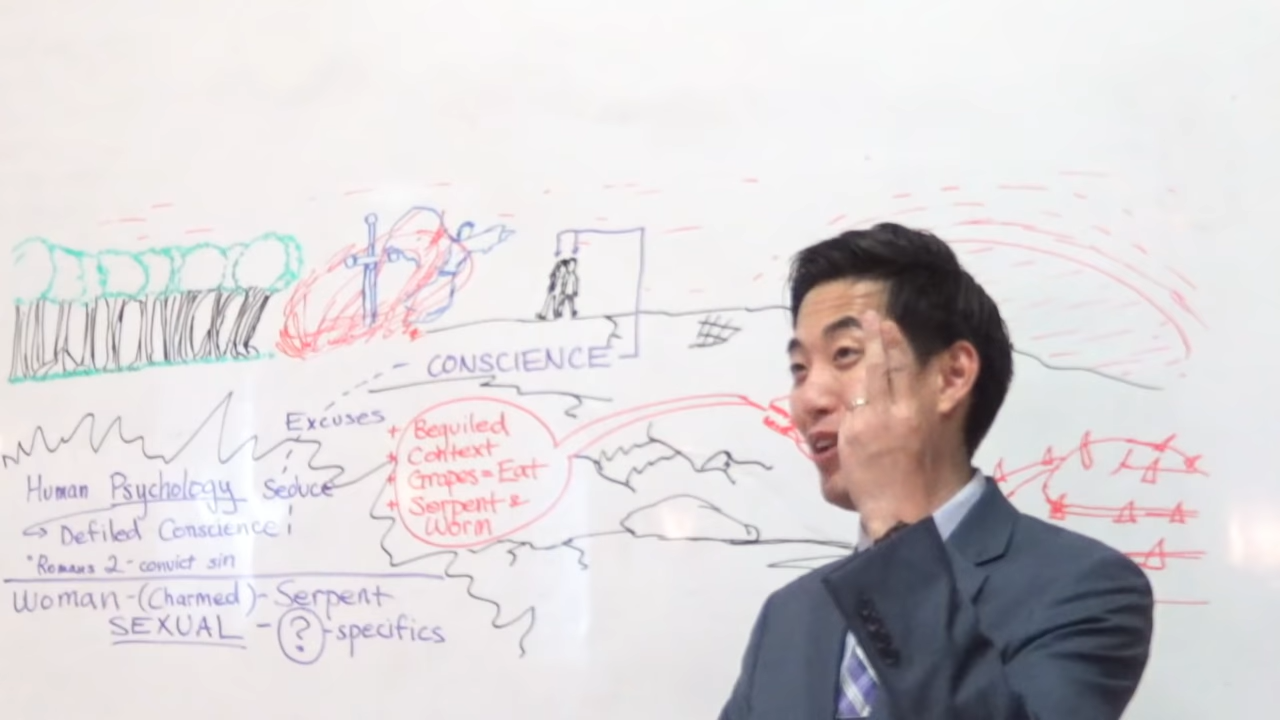 - CONSCIENCE
Excuses
+ Bequiled
* Context
+ Grapes = Eat
+ Serpent &
Worm
Human Psychology Seduce
↪ Defiled Conscience
*Romans 2 - convict sin
Woman - (Charmed) - Serpent
SEXUAL - ? - specifics